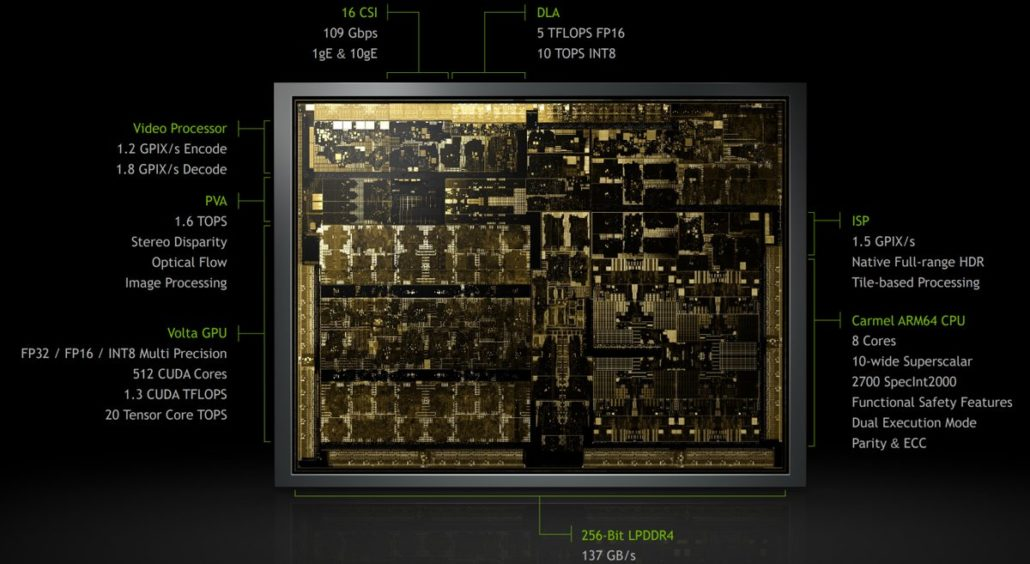 16 CSI
109 Gbps
1gE & 10gE
DLA
5 TFLOPS FP16
10 TOPS INT8
Video Processor
1.2 GPIX/s Encode
1.8 GPIX/s Decode
PVA
1.6 TOPS
Stereo Disparity
Optical Flow
Image Processing
Volta GPU
FP32 / FP16 / INT8 Multi Precision
512 CUDA Cores
1.3 CUDA TFLOPS
20 Tensor Core TOPS
ISP
1.5 GPIX/s
Native Full-range HDR
Tile-based Processing
Carmel ARM64 CPU
8 Cores
10-wide Superscalar
2700 SpecInt2000
Functional Safety Features
Dual Execution Mode
Parity & ECC
256-Bit LPDDR4
137 GB/s